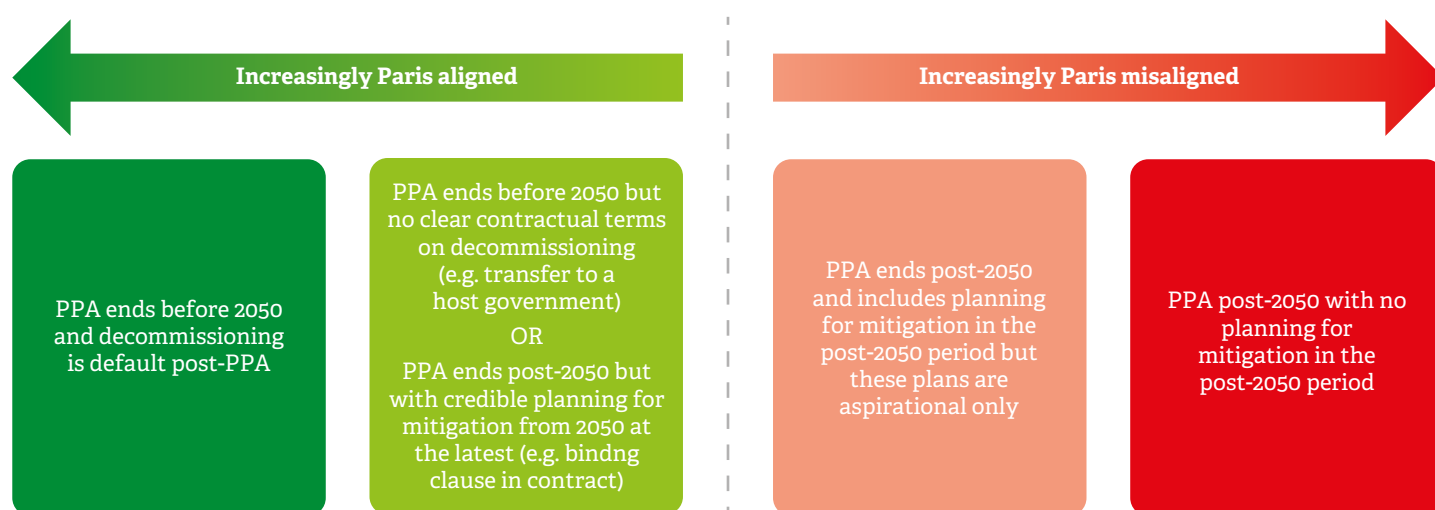 Increasingly Paris aligned
Increasingly Paris misaligned
PPA ends before 2050
and decommissioning
is default post-PPA
PPA ends before 2050 but
no clear contractual terms
on decommissioning
(e.g. transfer to a
host government)
OR
PPA ends post-2050 but
with credible planning for
mitigation from 2050 at
the latest (e.g. bindng
clause in contract)
PPA ends post-2050
and includes planning
for mitigation in the
post-2050 period but
these plans are
aspirational only
PPA post-2050 with no
planning for
mitigation in the
post-2050 period